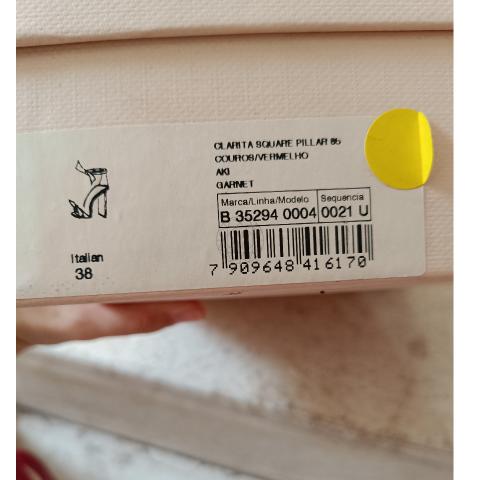 CLARITA SQUARE PILLAR 85
COUROS/VERMELHO
AKI
GARNET
Marca/Linha/Modelo Sequencia
B 35294 0004 0021 U
7 909648 416170
Italian
38